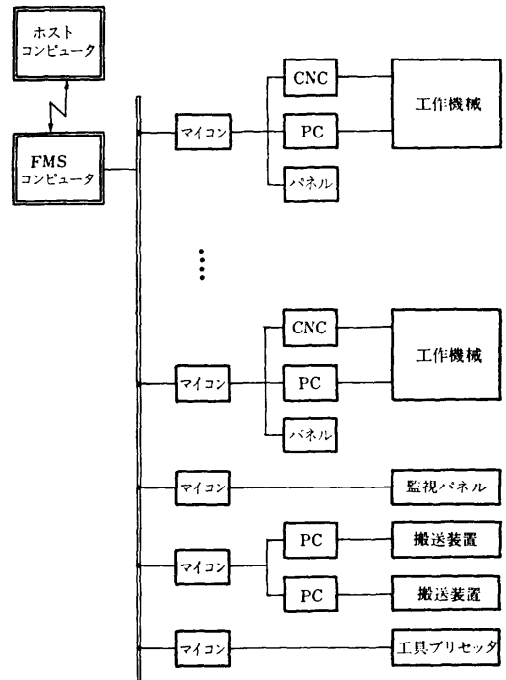 ホスト
コンピュータ
FMS
コンピュータ
マイコン
CNC
PC
パネル
工作機械
マイコン
CNC
PC
パネル
工作機械
マイコン
監視パネル
マイコン
PC
搬送装置
PC
搬送装置
マイコン
工具プリセッタ